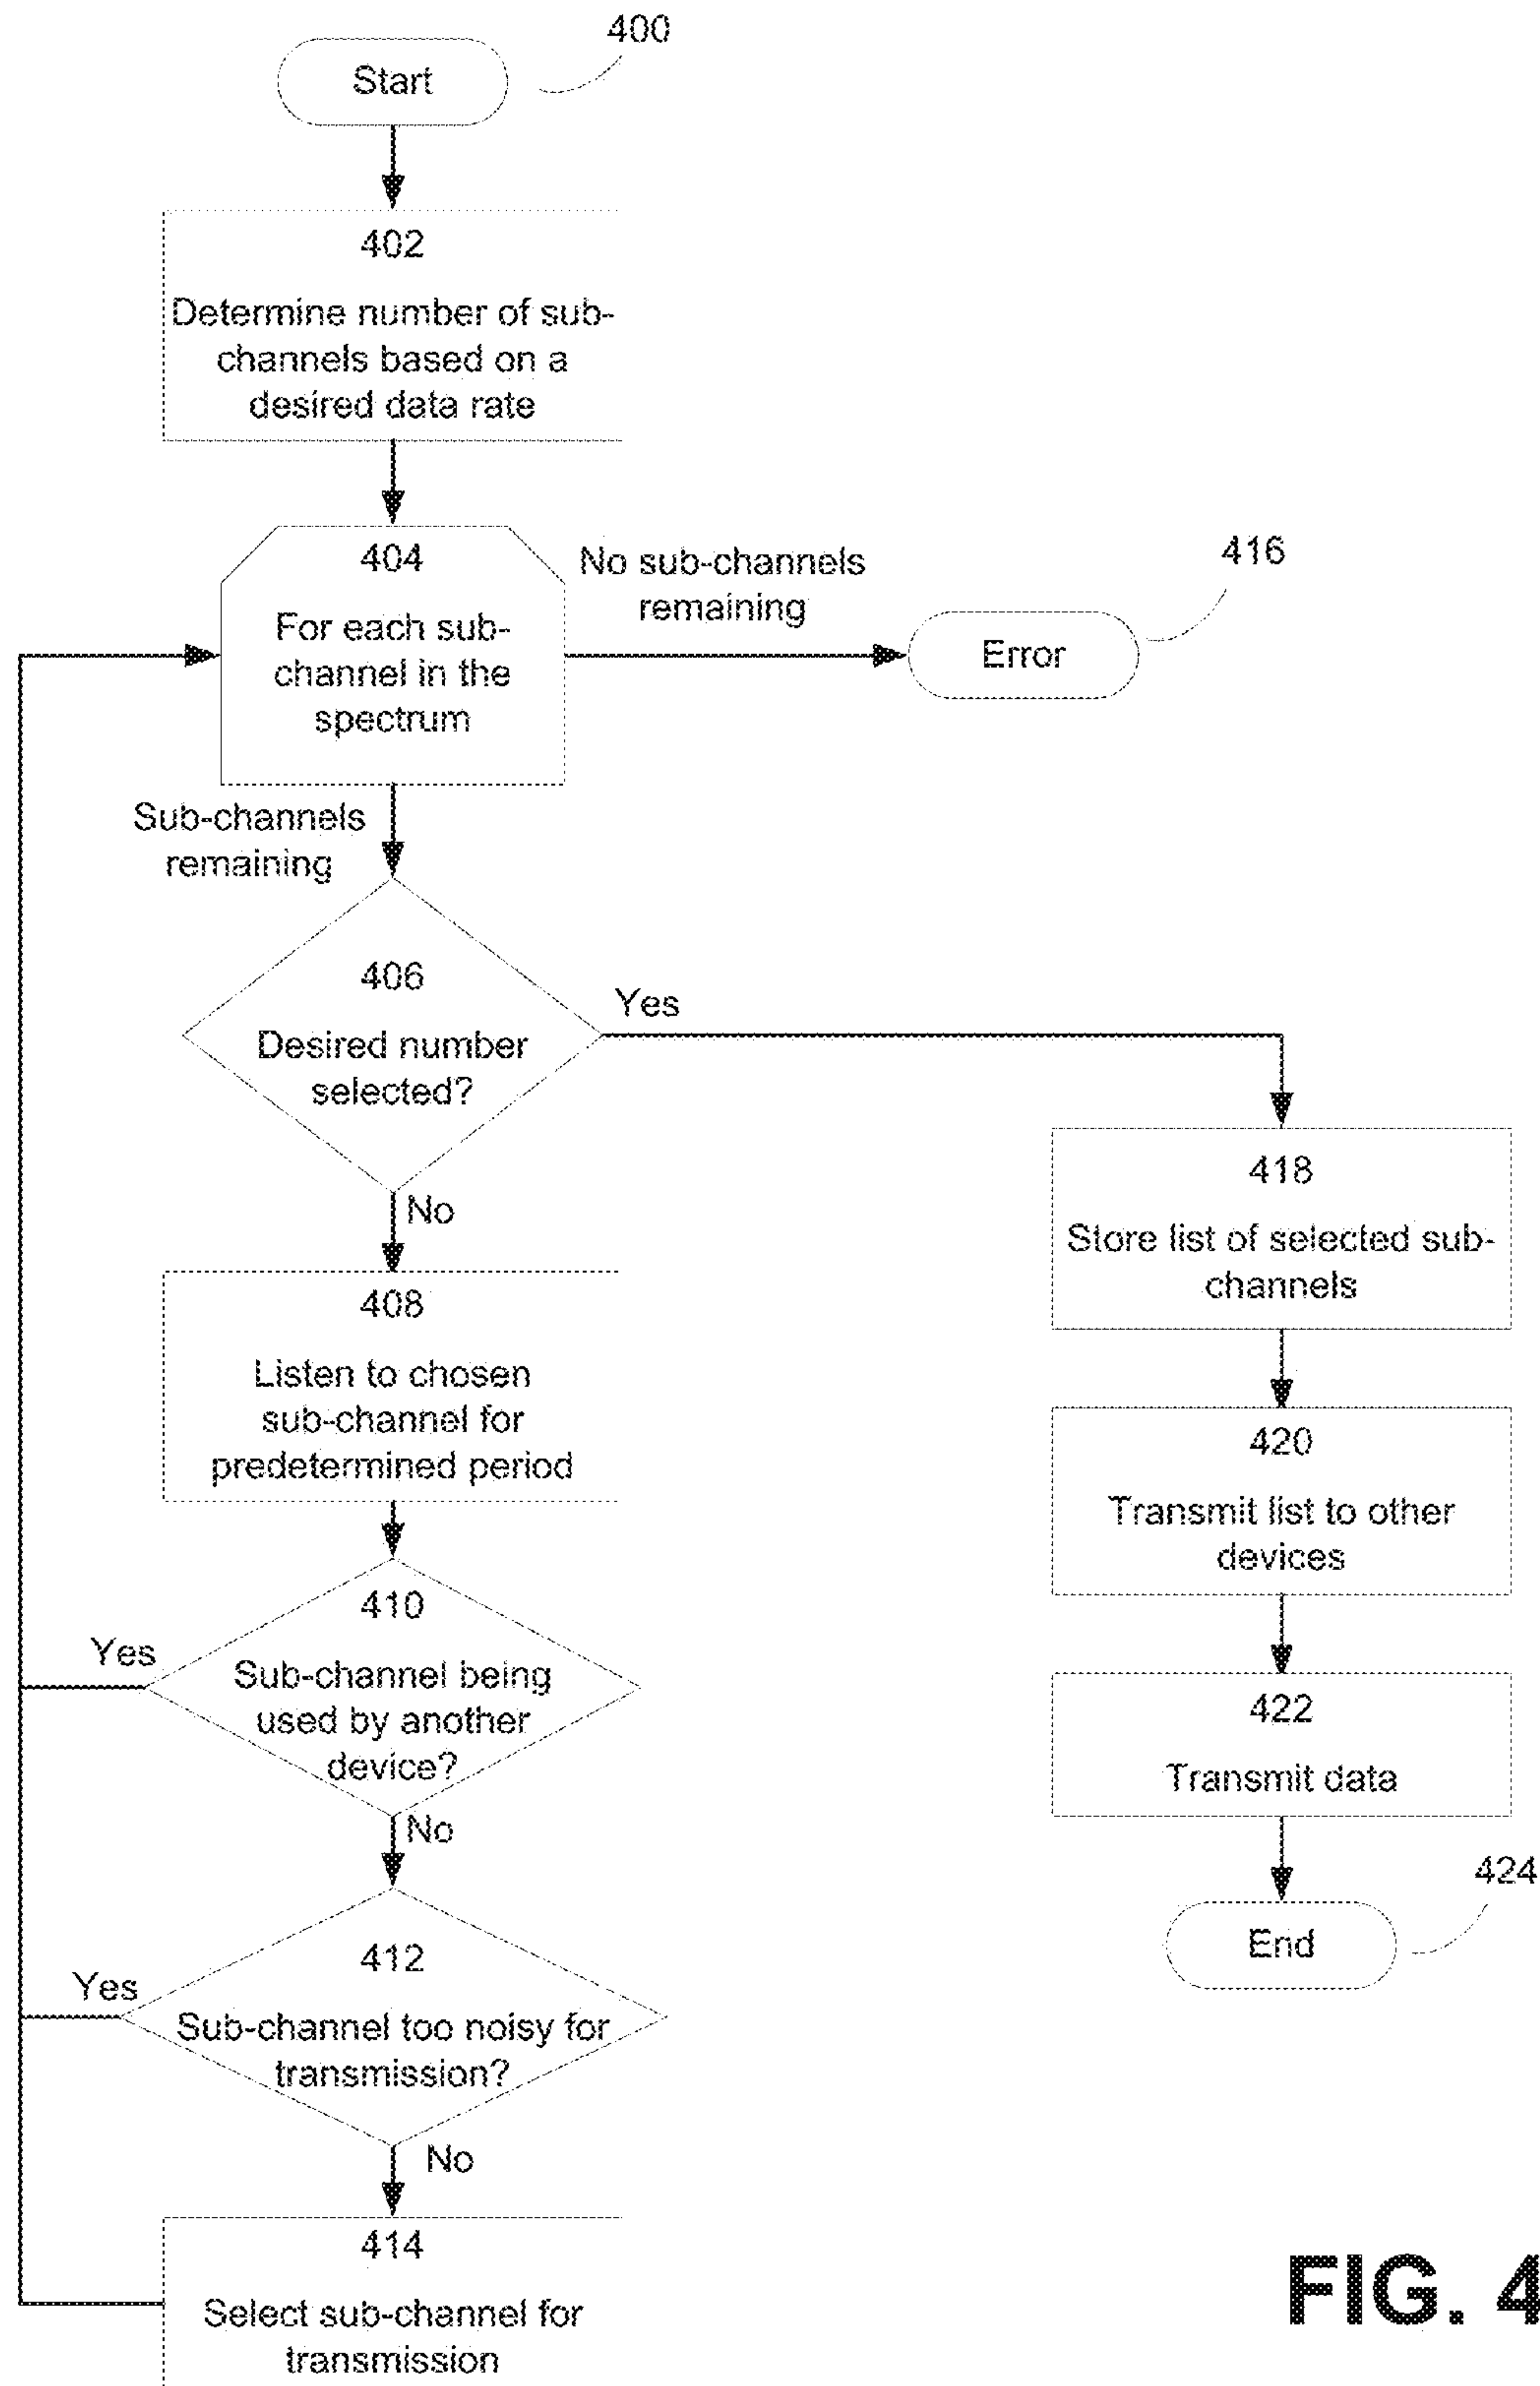 400
Start
402
Determine number of sub-
channels based on a
desired data rate
404
For each sub-
channel in the
spectrum
No sub-channels
remaining
416
Error
Sub-channels
remaining
406
Desired number
selected?
Yes
No
408
Listen to chosen
sub-channel for
predetermined period
410
Sub-channel being
used by another
device?
Yes
No
412
Sub-channel too noisy for
transmission?
Yes
No
414
Select sub-channel for
transmission
418
Store list of selected sub-
channels
420
Transmit list to other
devices
422
Transmit data
424
End
FIG. 4